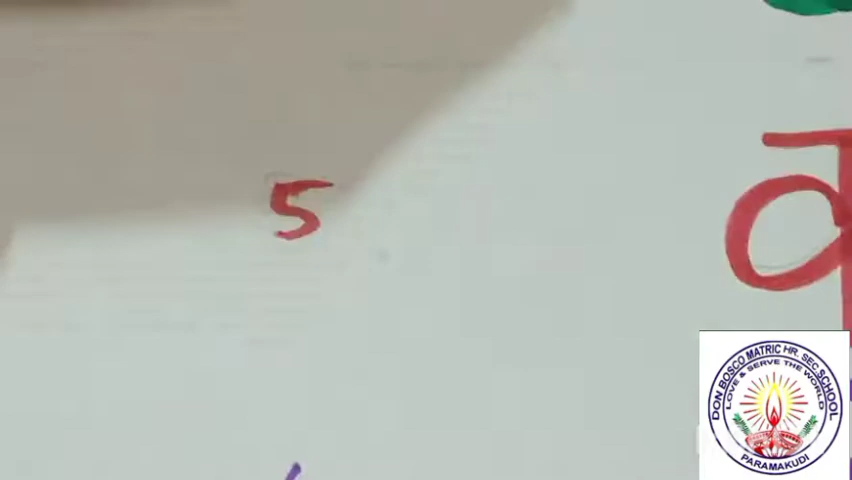 5
DON BOSCO MATRIC HR. SEC. SCHOOL
LOVE & SERVE THE WORLD
PARAMAKUDI